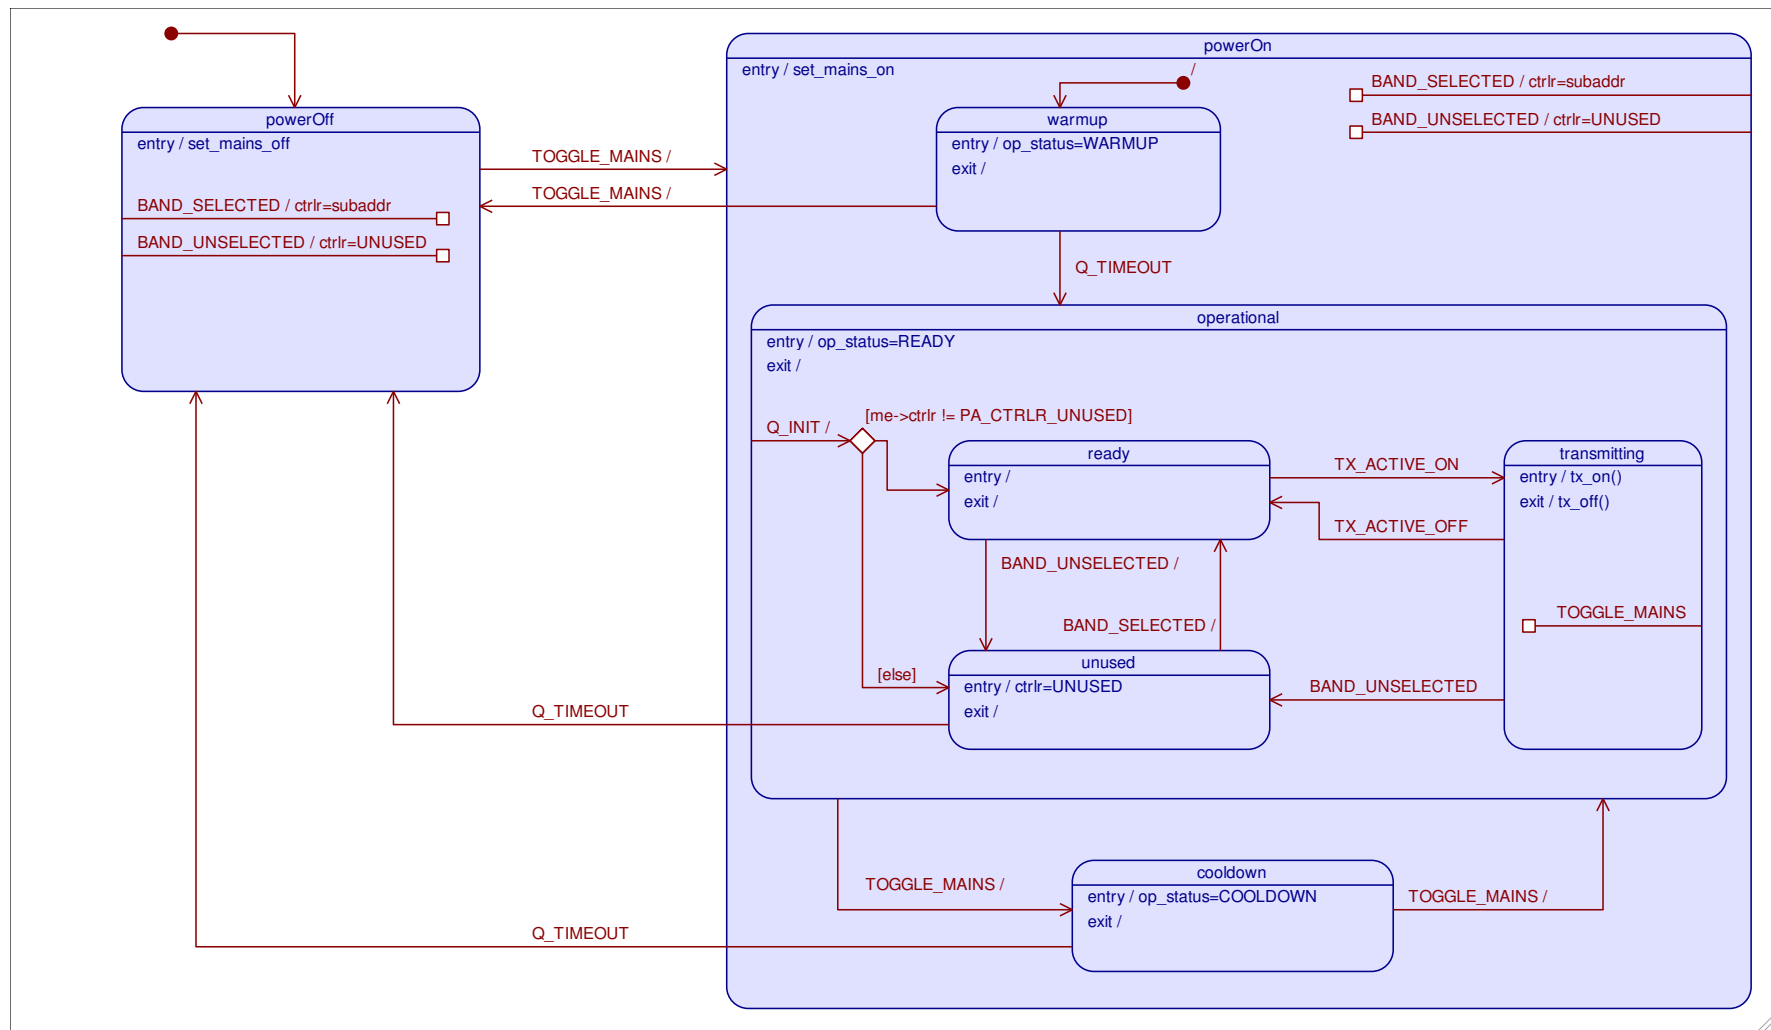 powerOn
entry / set_mains_on
/
BAND_SELECTED / ctrlr=subaddr
BAND_UNSELECTED / ctrlr=UNUSED
powerOff
entry / set_mains_off
BAND_SELECTED / ctrlr=subaddr
BAND_UNSELECTED / ctrlr=UNUSED
TOGGLE_MAINS /
TOGGLE_MAINS /
warmup
entry / op_status=WARMUP
exit /
Q_TIMEOUT
operational
entry / op_status=READY
exit /
Q_INIT /
[me->ctrlr != PA_CTRLR_UNUSED]
ready
entry /
exit /
TX_ACTIVE_ON
TX_ACTIVE_OFF
transmitting
entry / tx_on()
exit / tx_off()
TOGGLE_MAINS
BAND_UNSELECTED /
BAND_SELECTED /
[else]
unused
entry / ctrlr=UNUSED
exit /
BAND_UNSELECTED
Q_TIMEOUT
TOGGLE_MAINS /
cooldown
entry / op_status=COOLDOWN
exit /
TOGGLE_MAINS /
Q_TIMEOUT